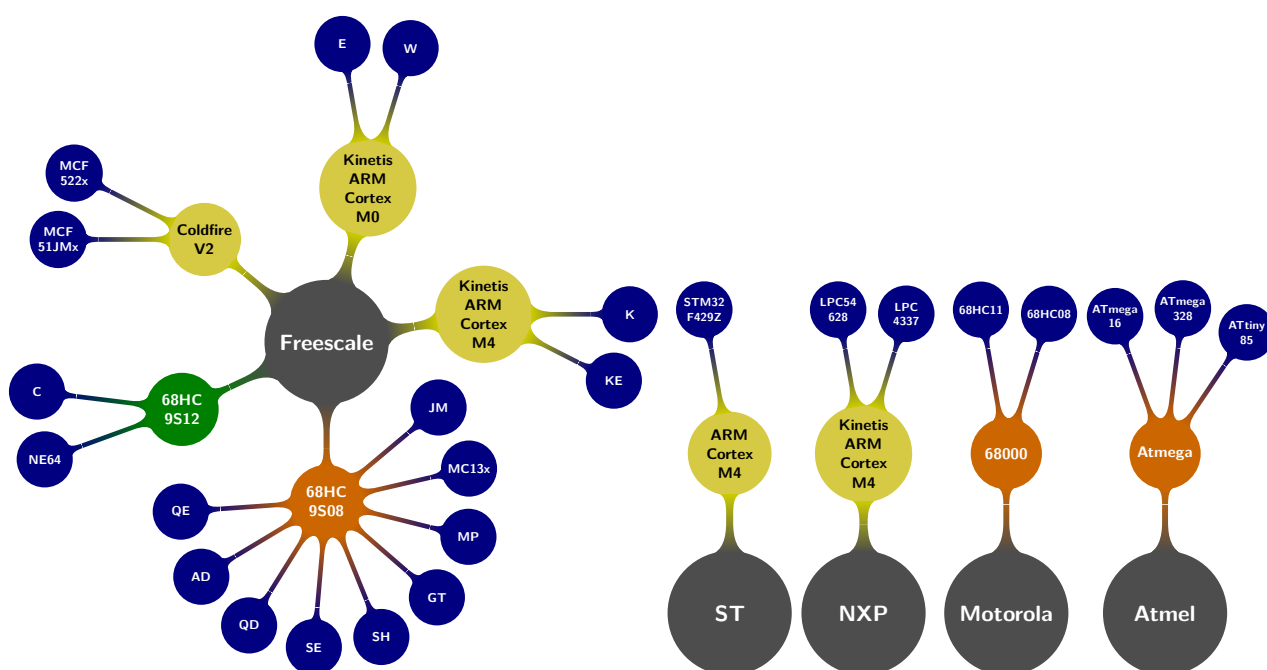 E
W
Kinetis
ARM
Cortex
M0
MCF
522x
MCF
51JMx
Coldfire
V2
Freescale
Kinetis
ARM
Cortex
M4
K
KE
C
NE64
68HC
9S12
68HC
9S08
JM
MC13x
MP
GT
SH
SE
QD
AD
QE
STM32
F429Z
ARM
Cortex
M4
ST
LPC54
628
LPC
4337
Kinetis
ARM
Cortex
M4
NXP
68HC11
68HC08
68000
Motorola
ATmega
16
ATmega
328
ATtiny
85
Atmega
Atmel